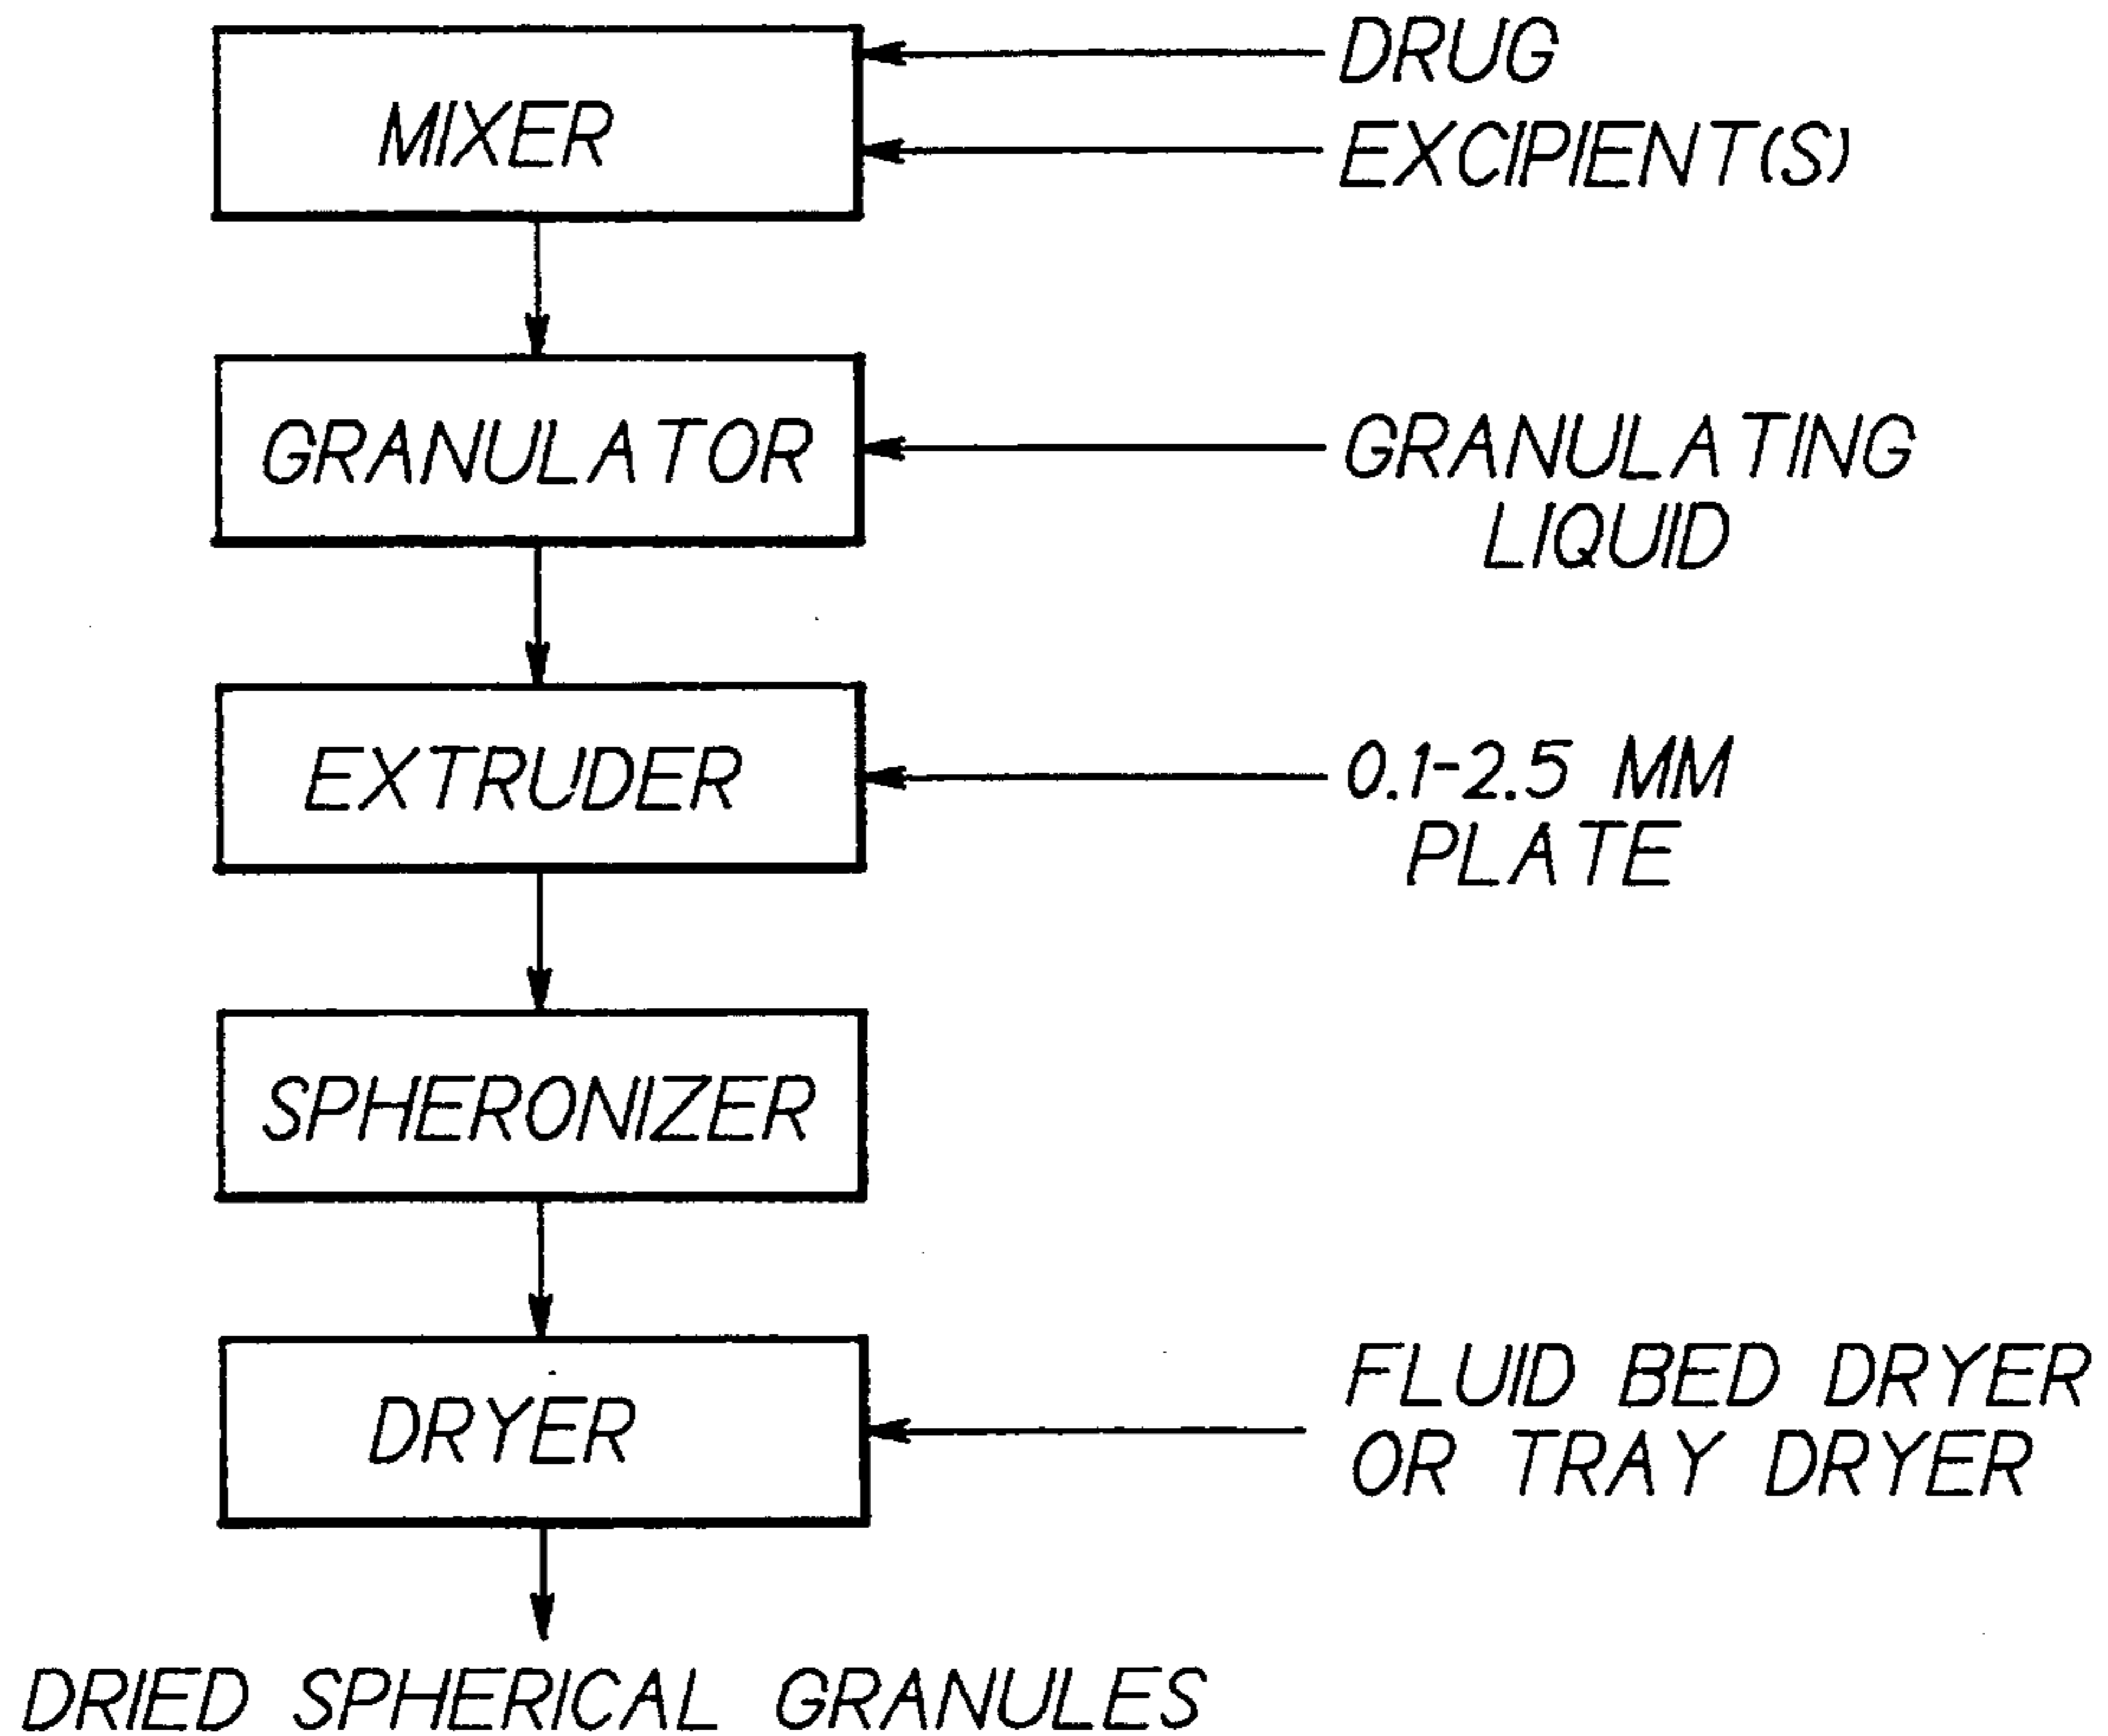 DRUG
MIXER
EXCIPIENT(S)
GRANULATOR
GRANULATING
LIQUID
EXTRUDER
0.1-2.5 MM
PLATE
SPHERONIZER
DRYER
FLUID BED DRYER
OR TRAY DRYER
DRIED SPHERICAL GRANULES